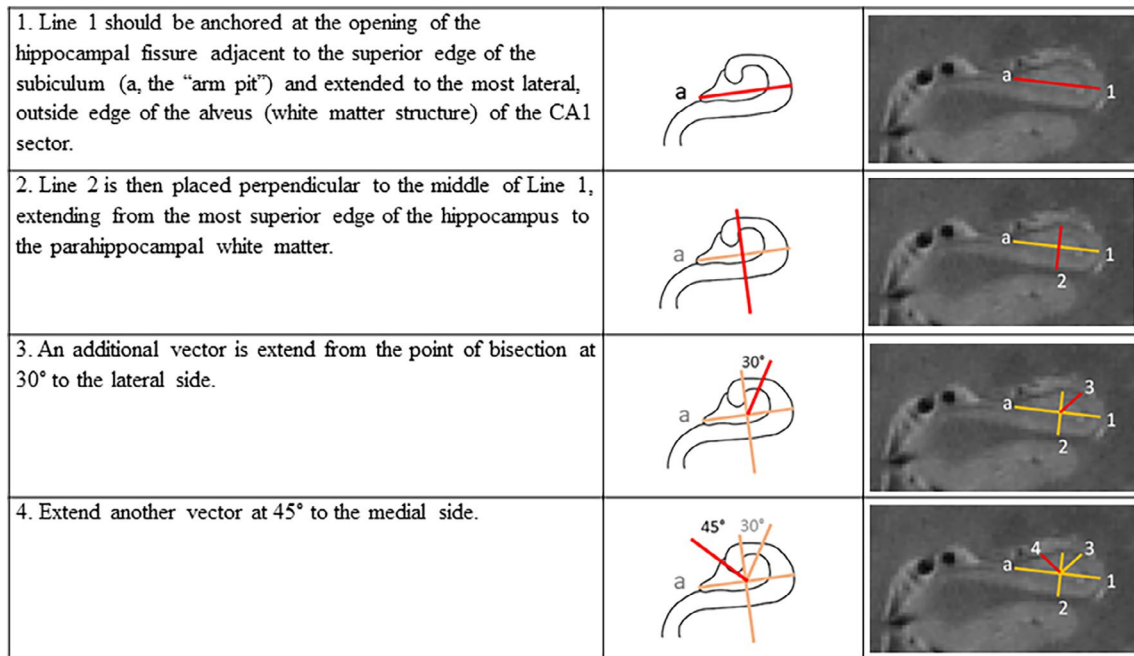 1. Line 1 should be anchored at the opening of the
hippocampal fissure adjacent to the superior edge of the
subiculum (a, the “arm pit”) and extended to the most lateral,
outside edge of the alveus (white matter structure) of the CA1
sector.
a
a
1
2. Line 2 is then placed perpendicular to the middle of Line 1,
extending from the most superior edge of the hippocampus to
the parahippocampal white matter.
a
a
1
2
3. An additional vector is extend from the point of bisection at
30° to the lateral side.
30°
a
3
a
1
2
4. Extend another vector at 45° to the medial side.
45° 30°
a
4 3
a
1
2